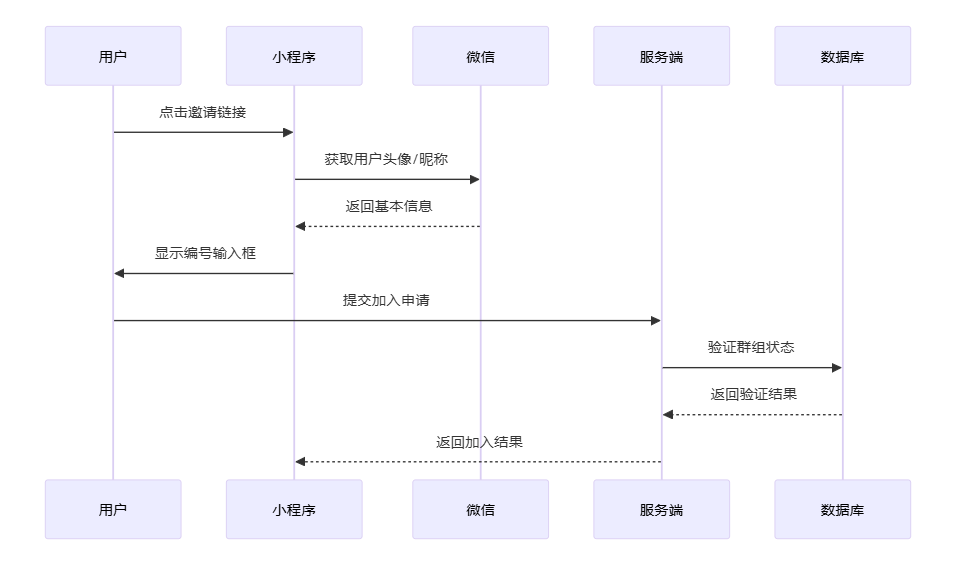 用户 小程序 微信 服务端 数据库
点击邀请链接
获取用户头像/昵称
返回基本信息
显示编号输入框
提交加入申请
验证群组状态
返回验证结果
返回加入结果
用户 小程序 微信 服务端 数据库